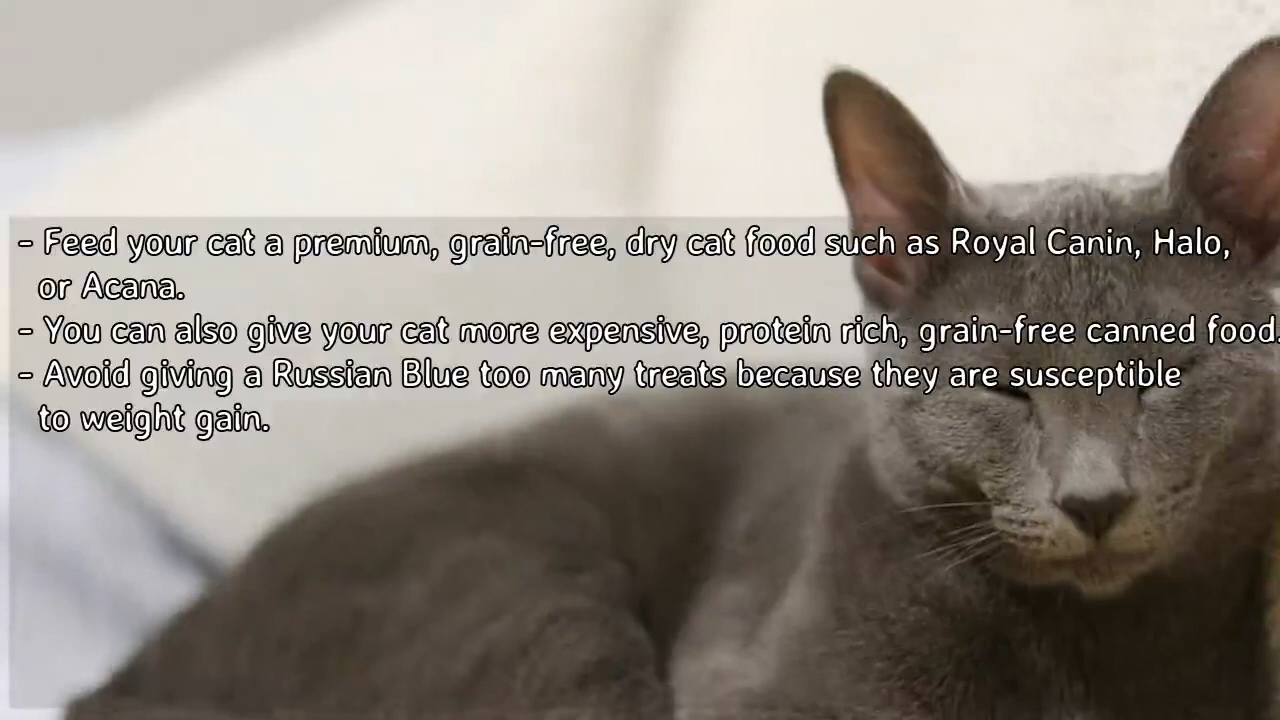 - Feed your cat a premium, grain-free, dry cat food such as Royal Canin, Halo,
or Acana.
- You can also give your cat more expensive, protein rich, grain-free canned food.
- Avoid giving a Russian Blue too many treats because they are susceptible
to weight gain.